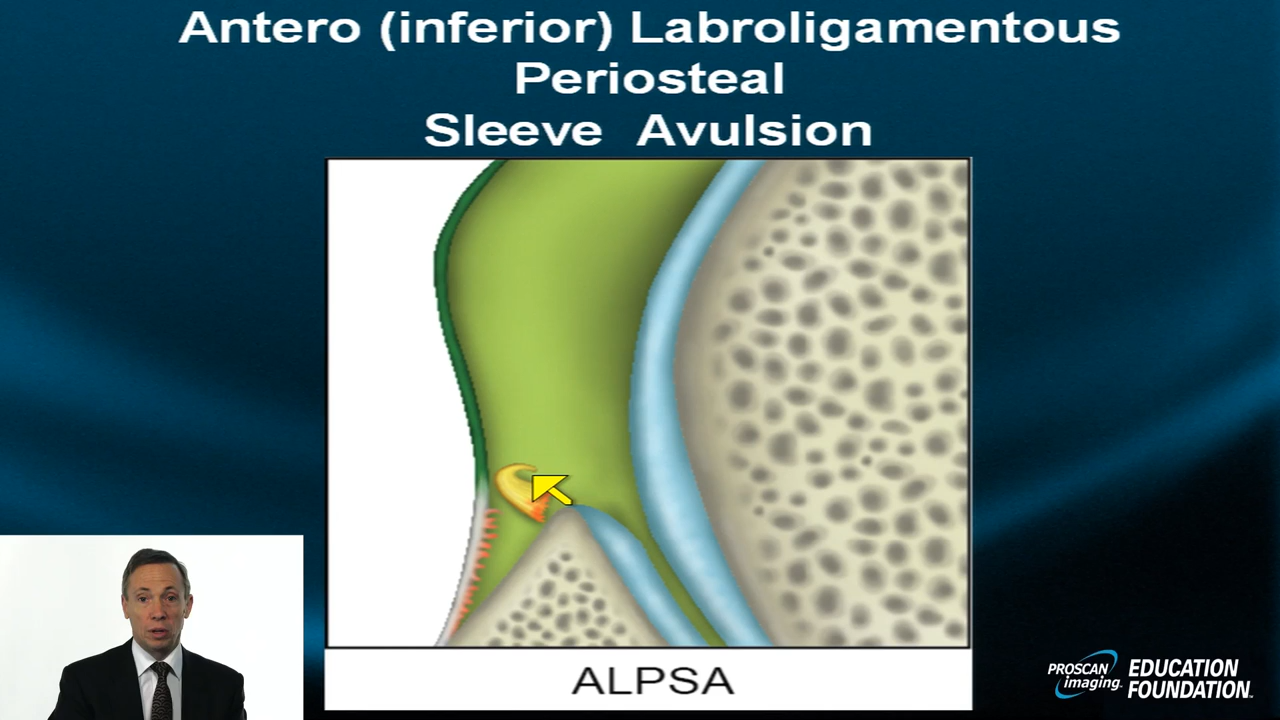 Antero (inferior) Labroligamentous
Periosteal
Sleeve Avulsion
ALPSA
PROSCAN
imaging
EDUCATION
FOUNDATION